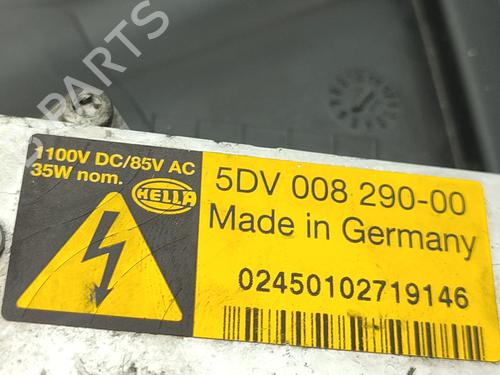 B-PARTS
1100V DC/85V AC
35W nom.
HELLA
5DV 008 290-00
Made in Germany
02450102719146